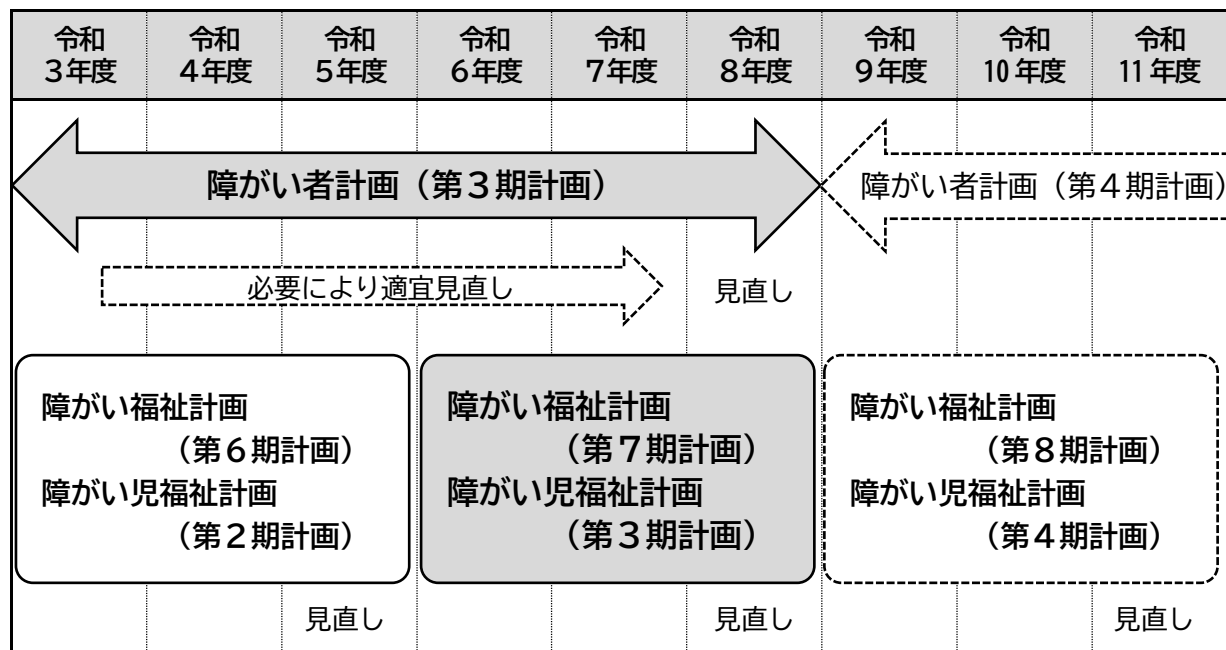 令和 令和 令和 令和 令和 令和 令和 令和 令和
3年度 4年度 5年度 6年度 7年度 8年度 9年度 10年度 11年度
障がい者計画（第３期計画） 障がい者計画（第４期計画）
必要により適宜見直し 見直し
障がい福祉計画
（第６期計画）
障がい児福祉計画
（第２期計画）
障がい福祉計画
（第７期計画）
障がい児福祉計画
（第３期計画）
障がい福祉計画
（第８期計画）
障がい児福祉計画
（第４期計画）
見直し 見直し 見直し